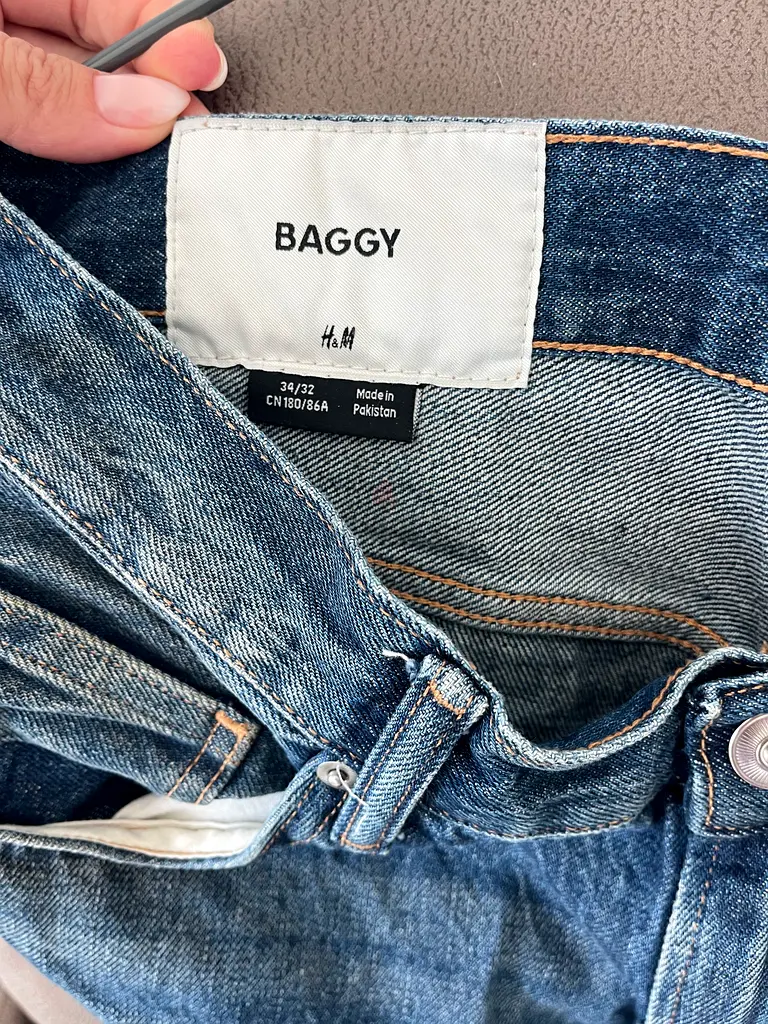 BAGGY
H&M
34/32
CN 180/86A
Made in
Pakistan